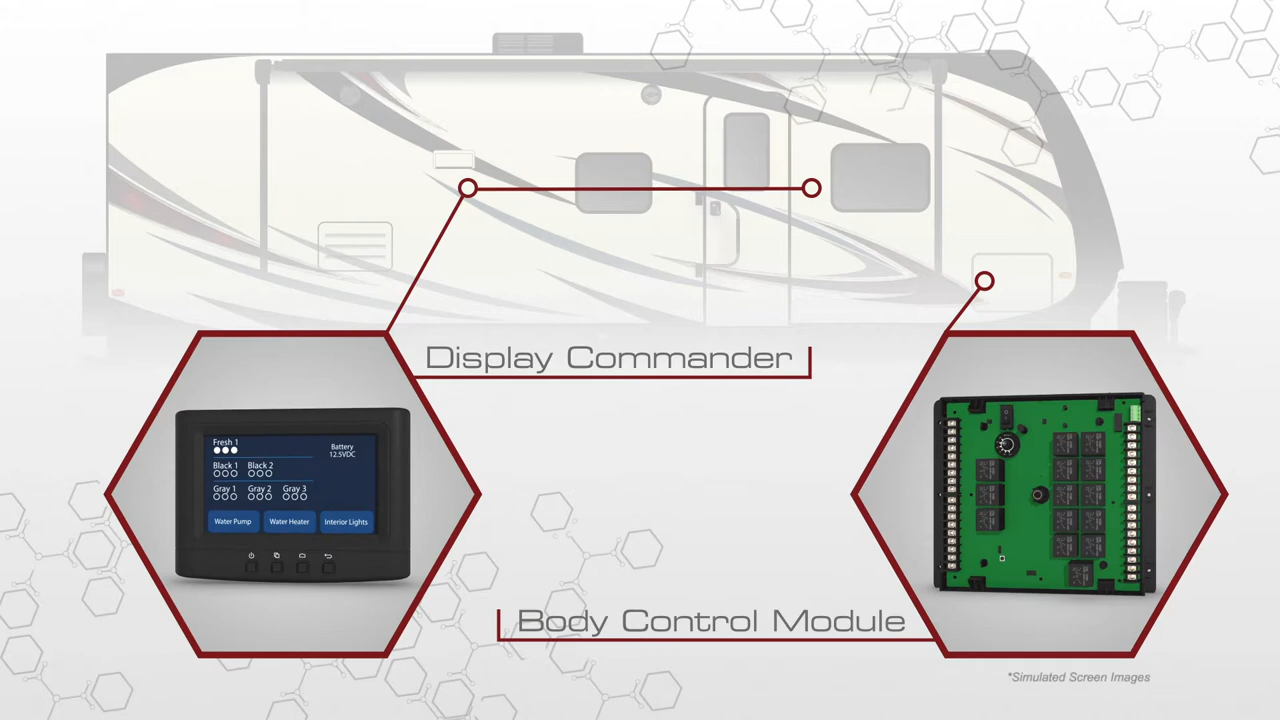 Display Commander
Fresh 1
Battery
12.5VDC
Black 1 Black 2
Gray 1 Gray 2 Gray 3
Water Pump Water Heater Interior Lights
Body Control Module
*Simulated Screen Images